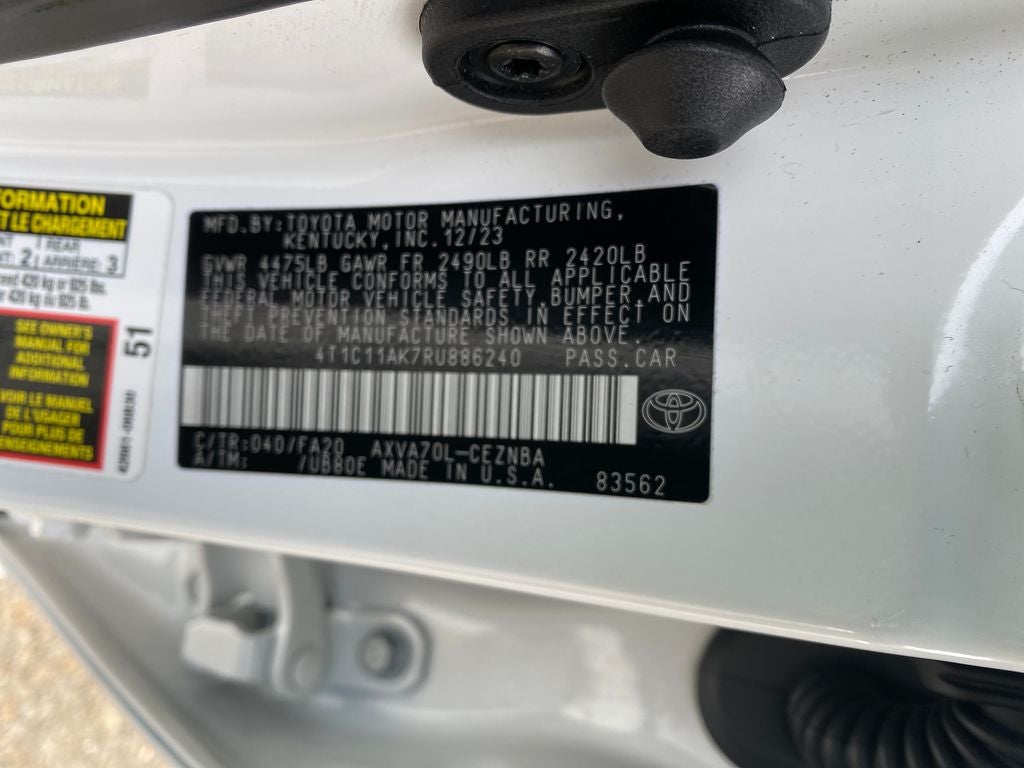 FORMATION
ET LE CHARGEMENT
2 REAR
ARRIÈRE: 3
SEE OWNER'S
MANUAL FOR
ADDITIONAL
INFORMATION
VOIR LE MANUEL
DE L'USAGER
POUR PLUS DE
RENSEIGNEMENTS
51
MFD.BY:TOYOTA MOTOR MANUFACTURING,
KENTUCKY,INC.12/23
GVWR 4475LB GAWR FR 2490LB RR 2420LB
THIS VEHICLE CONFORMS TO ALL APPLICABLE
FEDERAL MOTOR VEHICLE SAFETY,BUMPER,AND
THEFT PREVENTION STANDARDS IN EFFECT ON
THE DATE OF MANUFACTURE SHOWN ABOVE.
4T1C11AK7RU886240 PASS.CAR
C/TR:040/FA20 AXVA70L-CEZNBA
A/TM: /UB80E MADE IN U.S.A. 83562